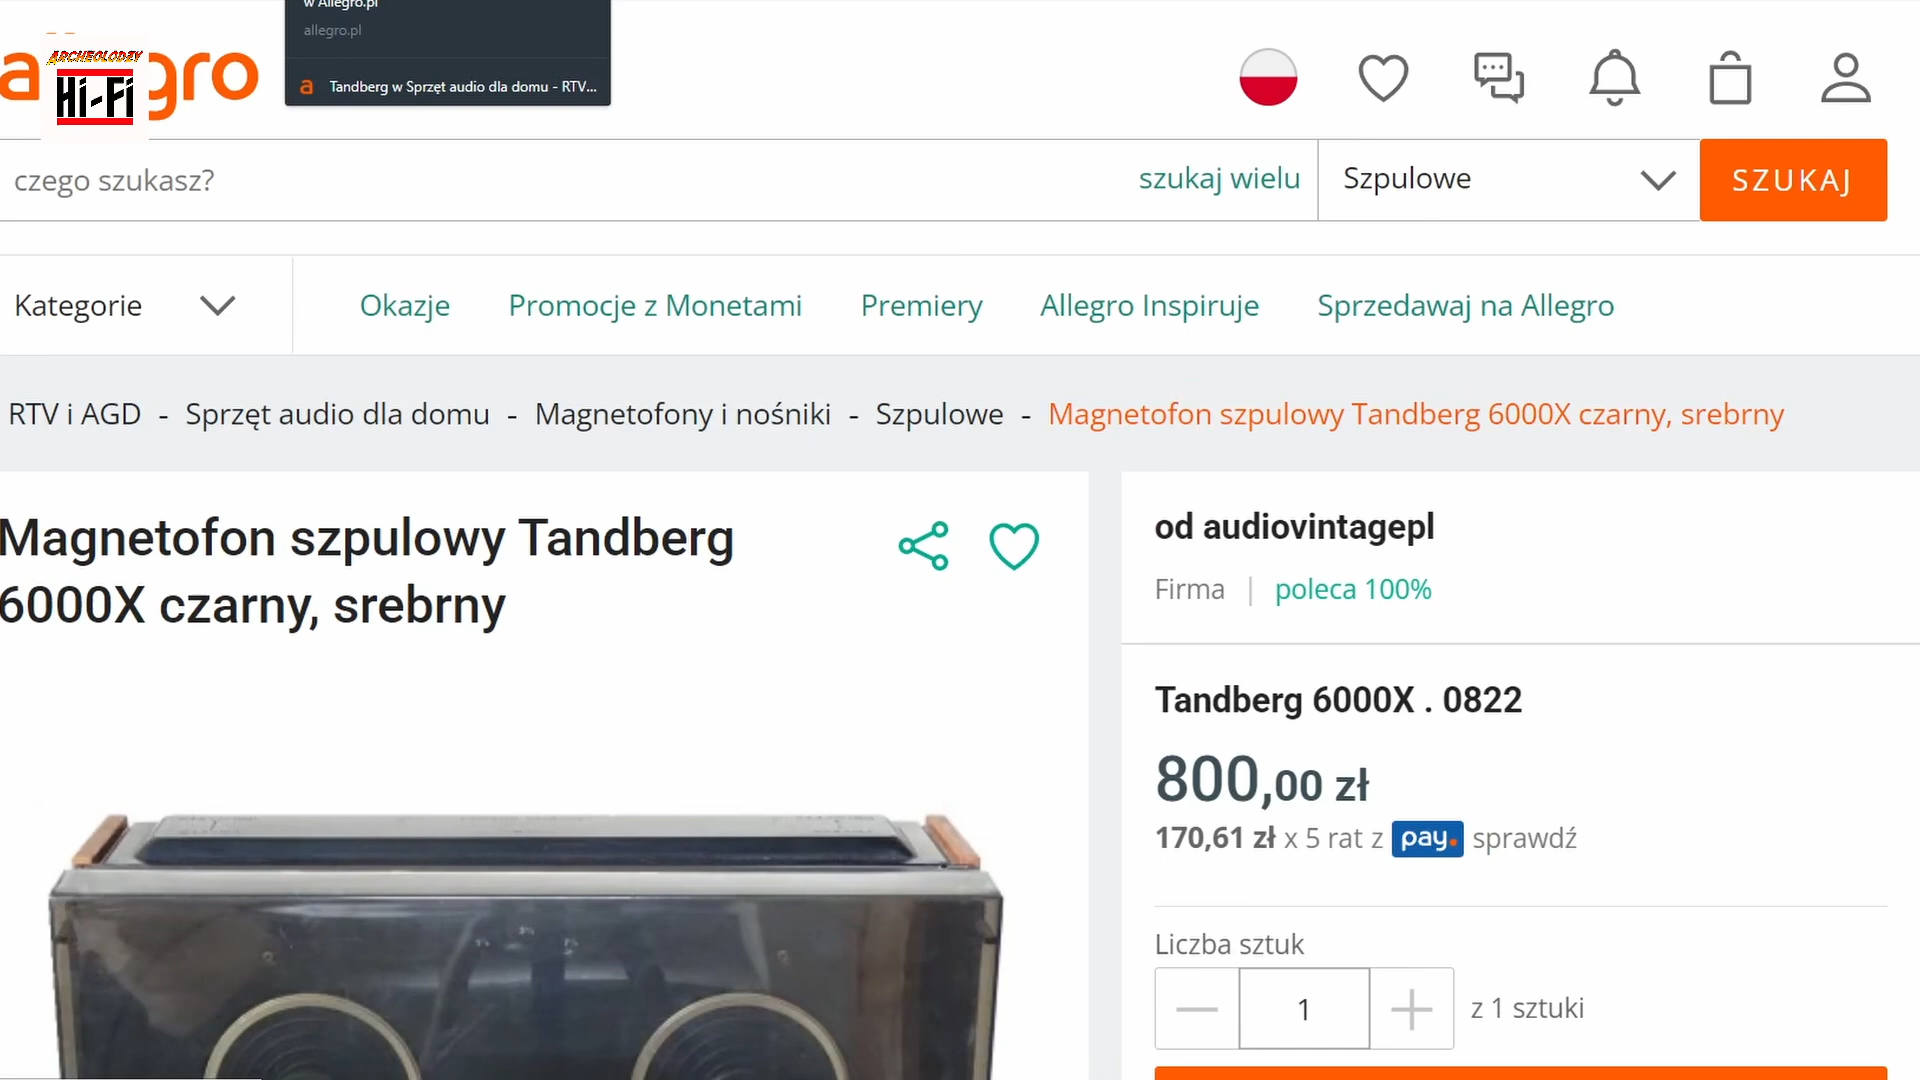 w Allegro.pl
allegro.pl
Tandberg w Sprzęt audio dla domu - RTV...
allegro
ARCHEOLODZY
Hi-Fi
czego szukasz?
szukaj wielu
Szpulowe
SZUKAJ
Kategorie
Okazje
Promocje z Monetami
Premiery
Allegro Inspiruje
Sprzedawaj na Allegro
RTV i AGD - Sprzęt audio dla domu - Magnetofony i nośniki - Szpulowe - Magnetofon szpulowy Tandberg 6000X czarny, srebrny
Magnetofon szpulowy Tandberg
6000X czarny, srebrny
od audiovintagepl
Firma | poleca 100%
Tandberg 6000X . 0822
800,00 zł
170,61 zł x 5 rat z pay. sprawdź
Liczba sztuk
1
z 1 sztuki